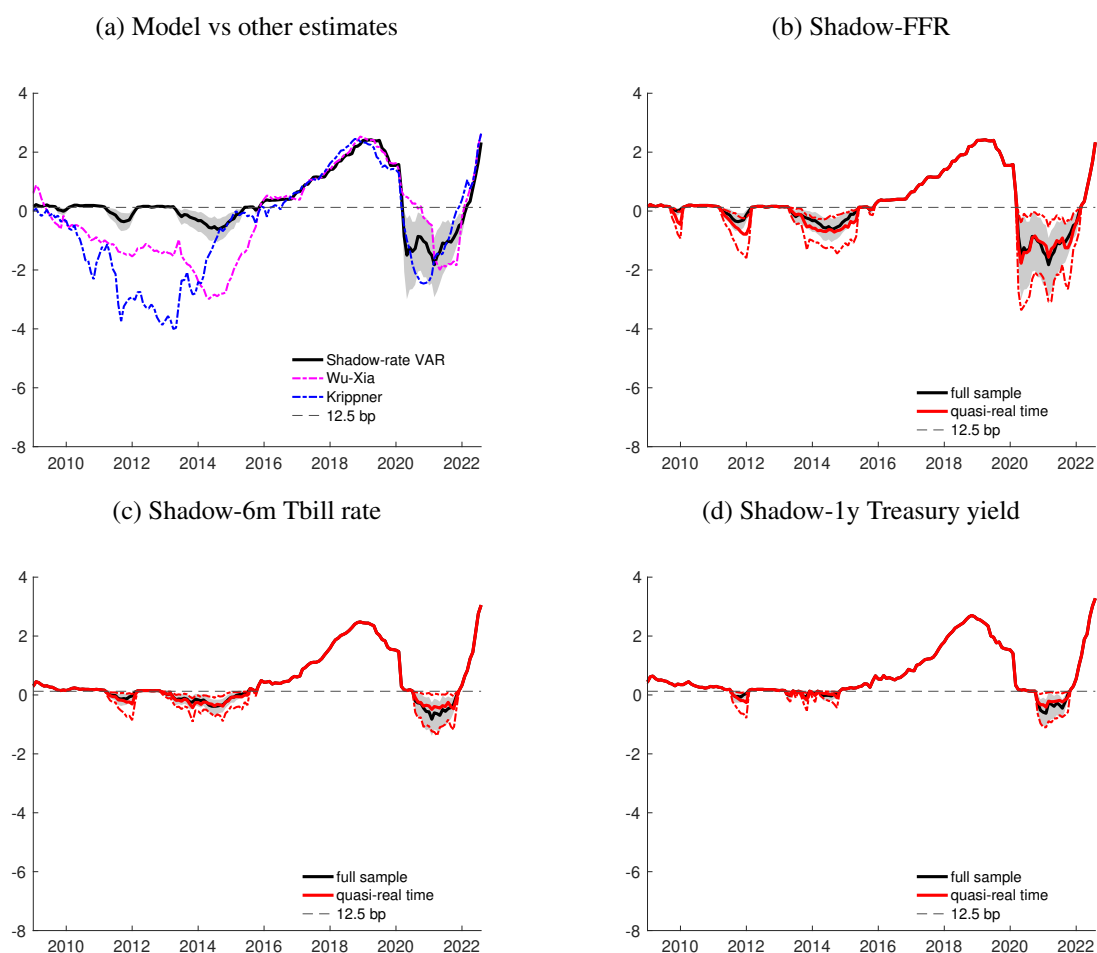 (a) Model vs other estimates
4
2
0
-2
-4
-6
-8
2010 2012 2014 2016 2018 2020 2022
Shadow-rate VAR
Wu-Xia
Krippner
12.5 bp
(b) Shadow-FFR
4
2
0
-2
-4
-6
-8
2010 2012 2014 2016 2018 2020 2022
full sample
quasi-real time
12.5 bp
(c) Shadow-6m Tbill rate
4
2
0
-2
-4
-6
-8
2010 2012 2014 2016 2018 2020 2022
full sample
quasi-real time
12.5 bp
(d) Shadow-1y Treasury yield
4
2
0
-2
-4
-6
-8
2010 2012 2014 2016 2018 2020 2022
full sample
quasi-real time
12.5 bp